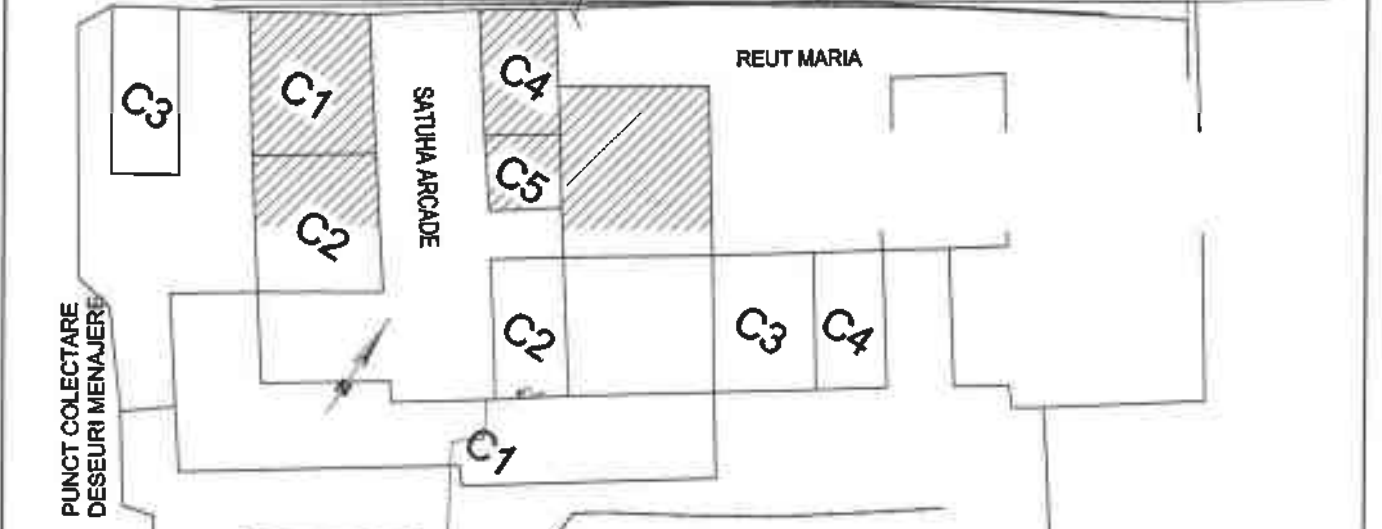 C3
C1
C2
SATUHA ARCADE
C4
C5
REUT MARIA
C2
C3
C4
C1
PUNCT COLECTARE
DESEURI MENAJERE